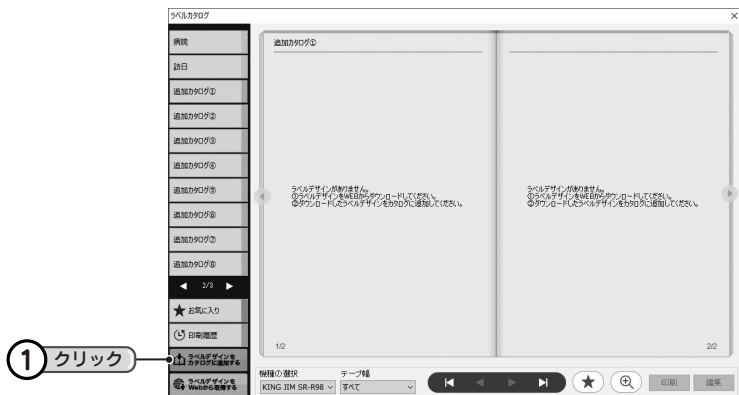 ラベルカタログ
病院
訪日
追加カタログ①
追加カタログ②
追加カタログ③
追加カタログ④
追加カタログ⑤
追加カタログ⑥
追加カタログ⑦
追加カタログ⑧
2/3
お気に入り
印刷履歴
ラベルデザインを
カタログに追加する
ラベルデザインを
Webから取得する
① クリック
追加カタログ①
ラベルデザインがありません。
①ラベルデザインをWEBからダウンロードしてください。
②ダウンロードしたラベルデザインをカタログに追加してください。
1/2
ラベルデザインがありません。
①ラベルデザインをWEBからダウンロードしてください。
②ダウンロードしたラベルデザインをカタログに追加してください。
2/2
機種の選択
KING JIM SR-R98
テープ幅
すべて
印刷
編集